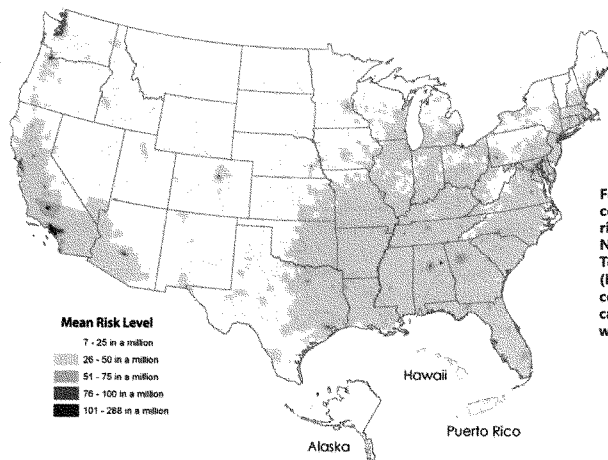 Mean Risk Level
7 - 25 in a million
26 - 50 in a million
51 - 75 in a million
76 - 100 in a million
101 - 288 in a million
Alaska
Hawaii
Puerto Rico